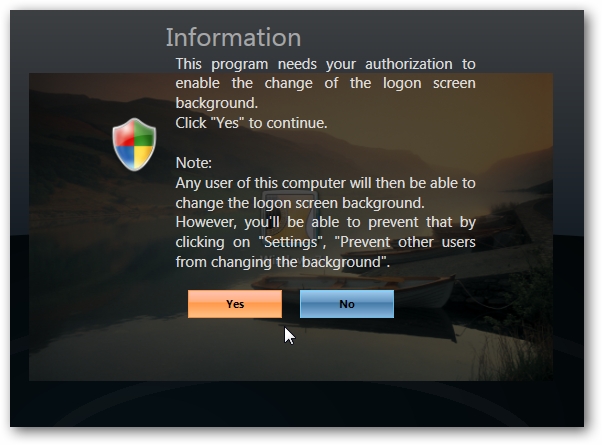 Information
This program needs your authorization to
enable the change of the logon screen
background.
Click "Yes" to continue.
Note:
Any user of this computer will then be able to
change the logon screen background.
However, you'll be able to prevent that by
clicking on "Settings", "Prevent other users
from changing the background".
Yes
No